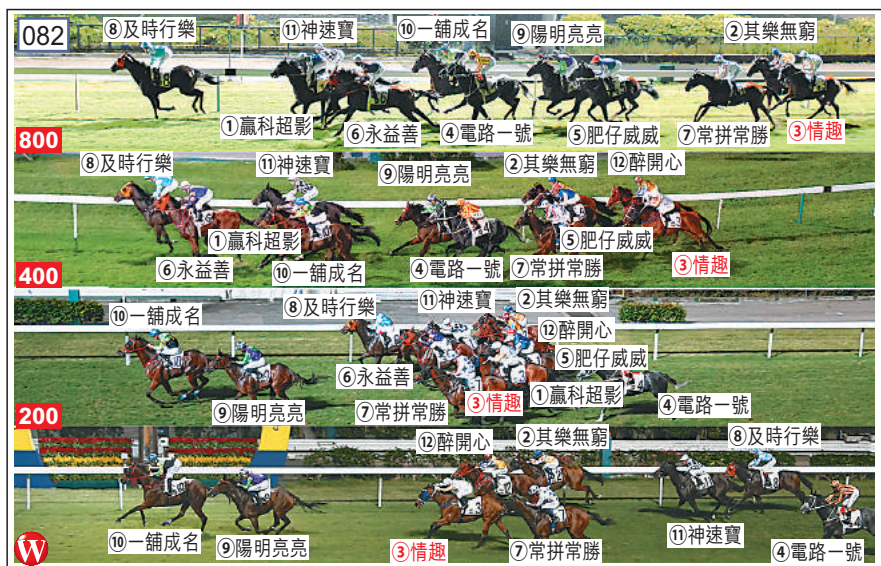 082
⑧及時行樂
⑪神速寶
⑩一舖成名
⑨陽明亮亮
②其樂無窮
①贏科超影
⑥永益善
④電路一號
⑤肥仔威威
⑦常拼常勝
③情趣
800
⑧及時行樂
⑪神速寶
⑨陽明亮亮
②其樂無窮
⑫醉開心
①贏科超影
⑤肥仔威威
⑥永益善
⑩一舖成名
④電路一號
⑦常拼常勝
③情趣
400
⑩一舖成名
⑧及時行樂
⑪神速寶
②其樂無窮
⑫醉開心
⑤肥仔威威
⑥永益善
③情趣
①贏科超影
④電路一號
⑨陽明亮亮
⑦常拼常勝
200
⑫醉開心
②其樂無窮
⑧及時行樂
⑪神速寶
⑩一舖成名
⑨陽明亮亮
③情趣
⑦常拼常勝
④電路一號
W